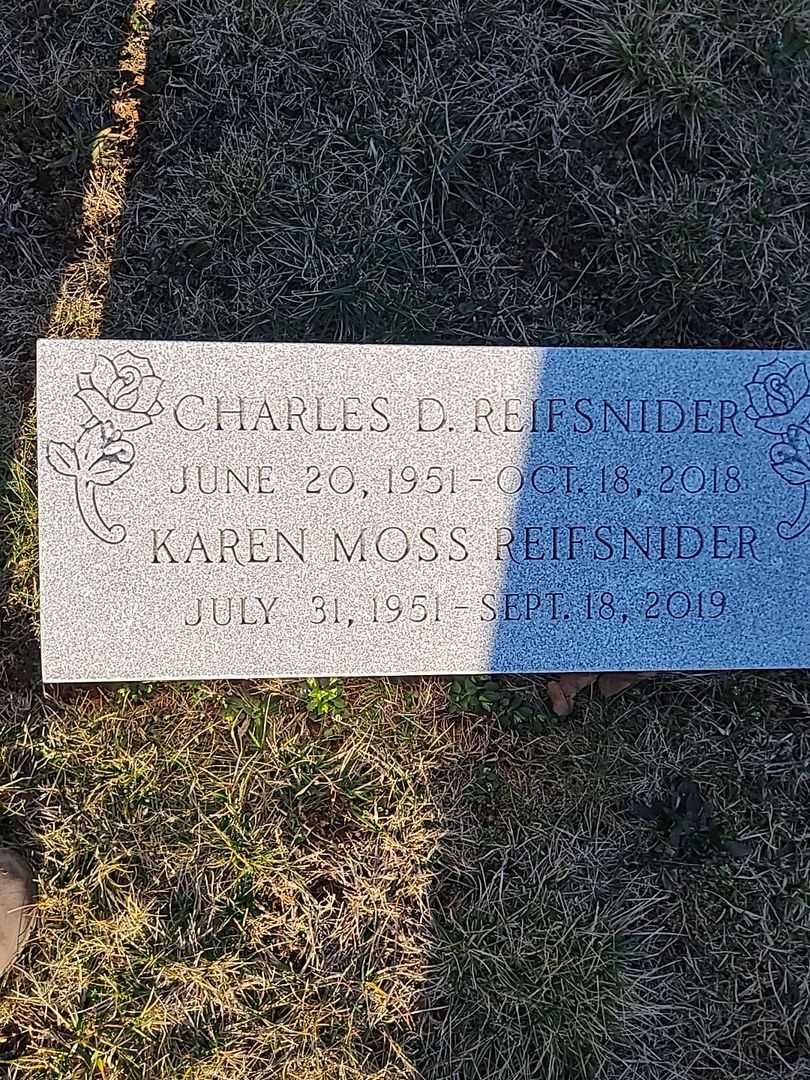 CHARLES D. REIFSNIDER
JUNE 20, 1951 - OCT. 18, 2018
KAREN MOSS REIFSNIDER
JULY 31, 1951 - SEPT. 18, 2019